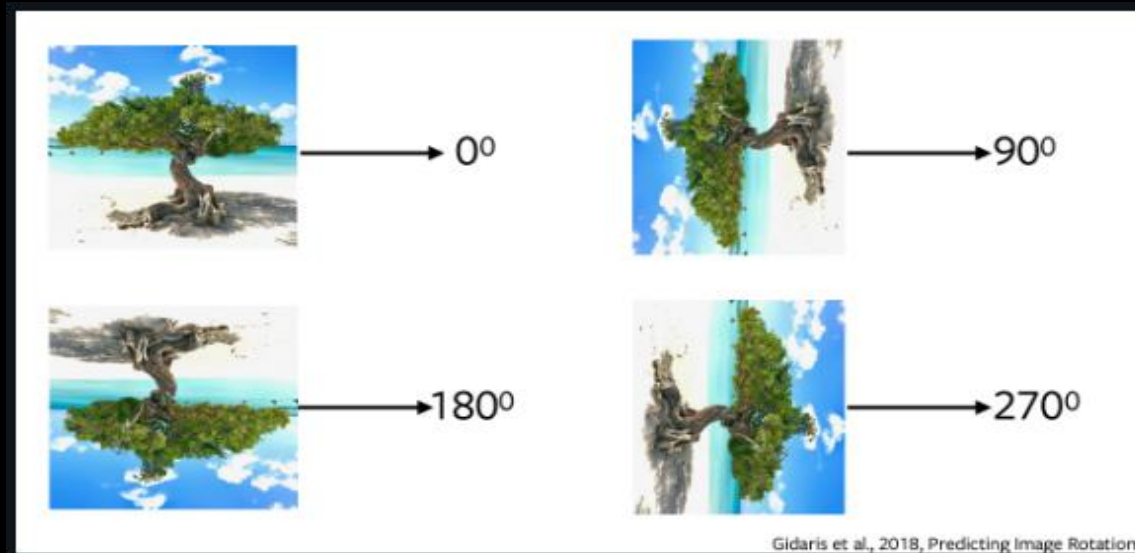 0⁰
90⁰
180⁰
270⁰
Gidaris et al., 2018, Predicting Image Rotation